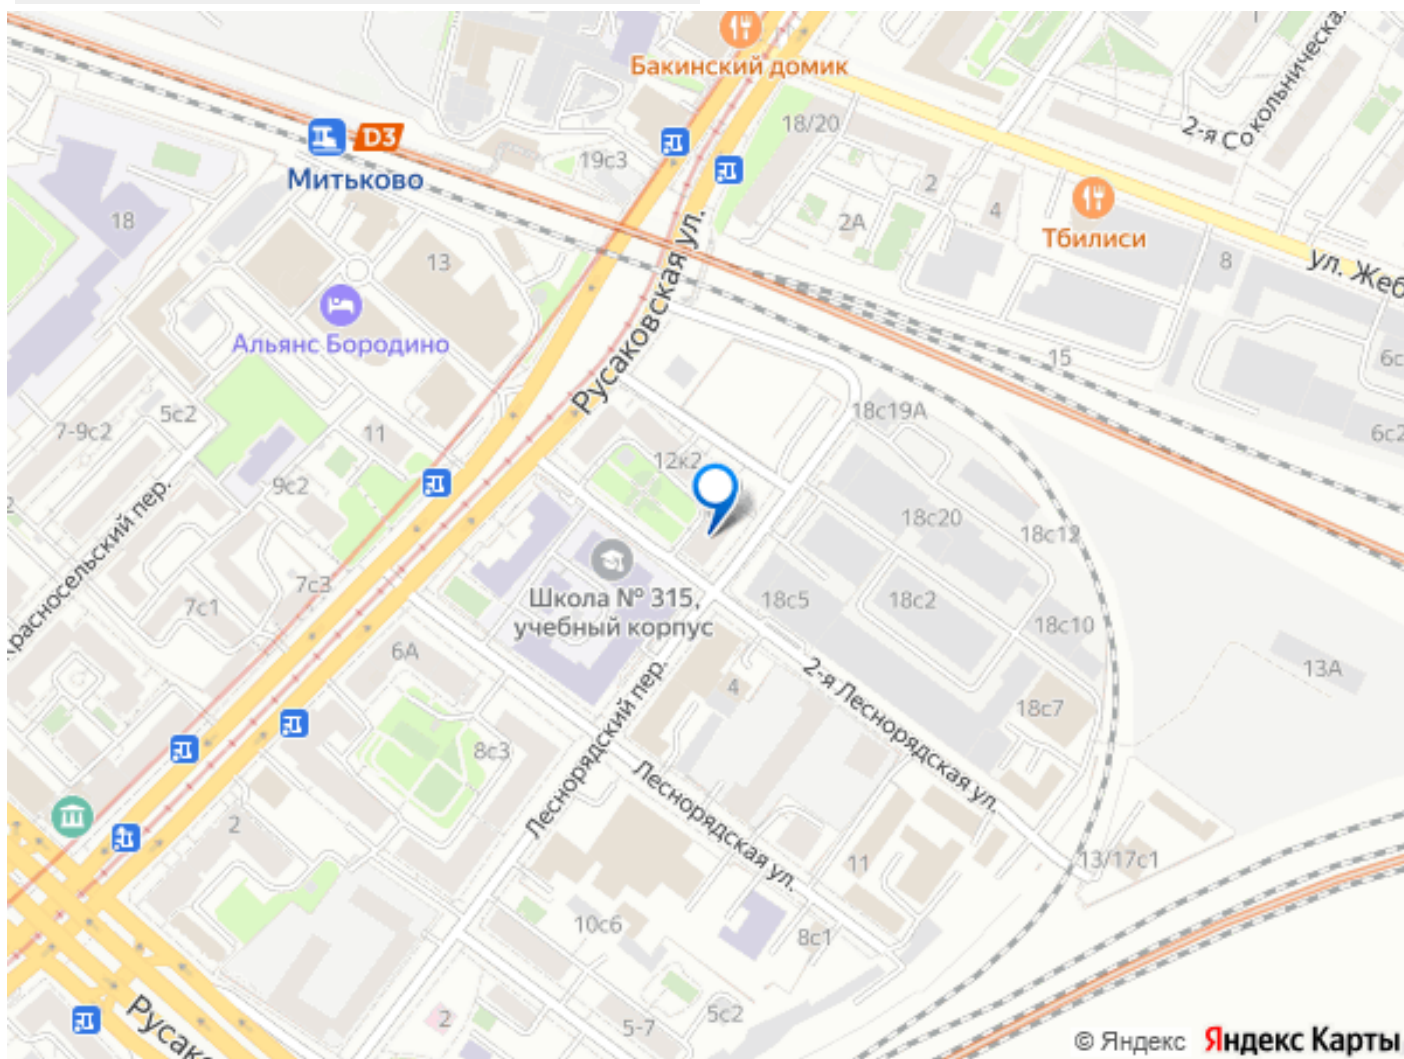 Бакинский домик
2-я Сокольническая
18/20
D3
Митьково
19с3
2
4
2А
Тбилиси
18
13
8
ул. Жеб
Русаковская ул.
Альянс Бородино
15
6с
5с2
7-9с2
11
18с19А
6с2
12к2
9с2
18с20
18с12
Красносельский пер.
7с3
7с1
Школа № 315,
учебный корпус
18с5
18с2
18с10
6А
2-я Леснорядская ул.
13А
4
18с7
8с3
Леснорядский пер.
Леснорядская ул.
2
11
13/17с1
10с6
8с1
Русако
2
5-7
5с2
© Яндекс Яндекс Карты